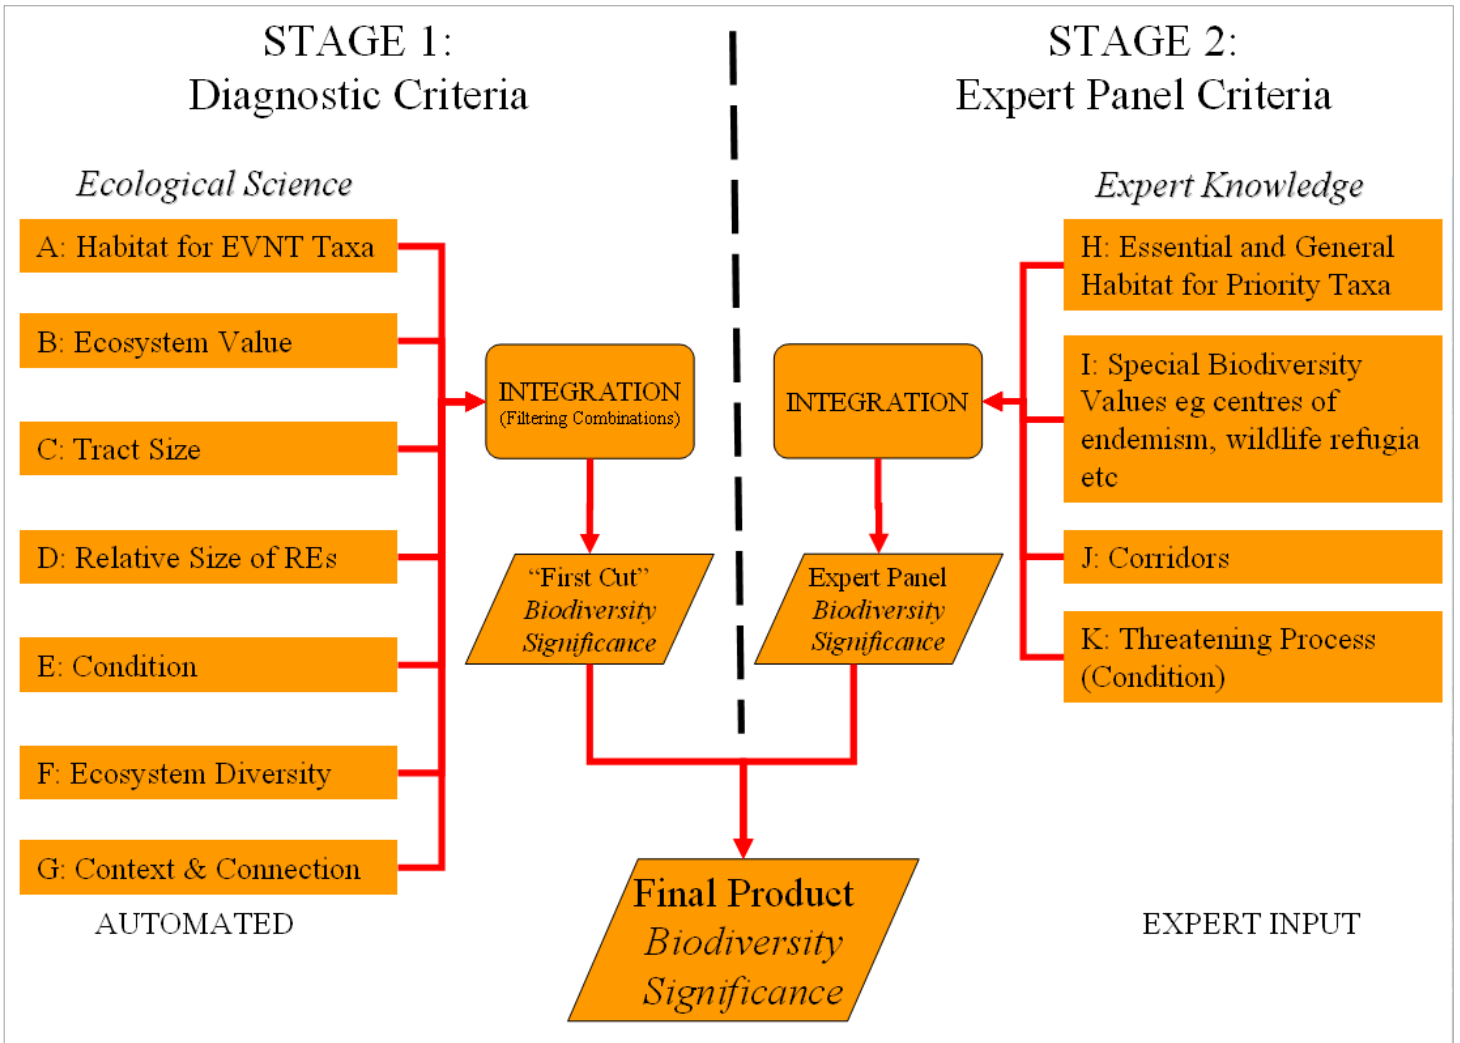 STAGE 1:
Diagnostic Criteria
Ecological Science
A: Habitat for EVNT Taxa
B: Ecosystem Value
C: Tract Size
D: Relative Size of REs
E: Condition
F: Ecosystem Diversity
G: Context & Connection
AUTOMATED
INTEGRATION
(Filtering Combinations)
“First Cut”
Biodiversity
Significance
STAGE 2:
Expert Panel Criteria
Expert Knowledge
H: Essential and General
Habitat for Priority Taxa
I: Special Biodiversity
Values eg centres of
endemism, wildlife refugia
etc
J: Corridors
K: Threatening Process
(Condition)
EXPERT INPUT
INTEGRATION
Expert Panel
Biodiversity
Significance
Final Product
Biodiversity
Significance